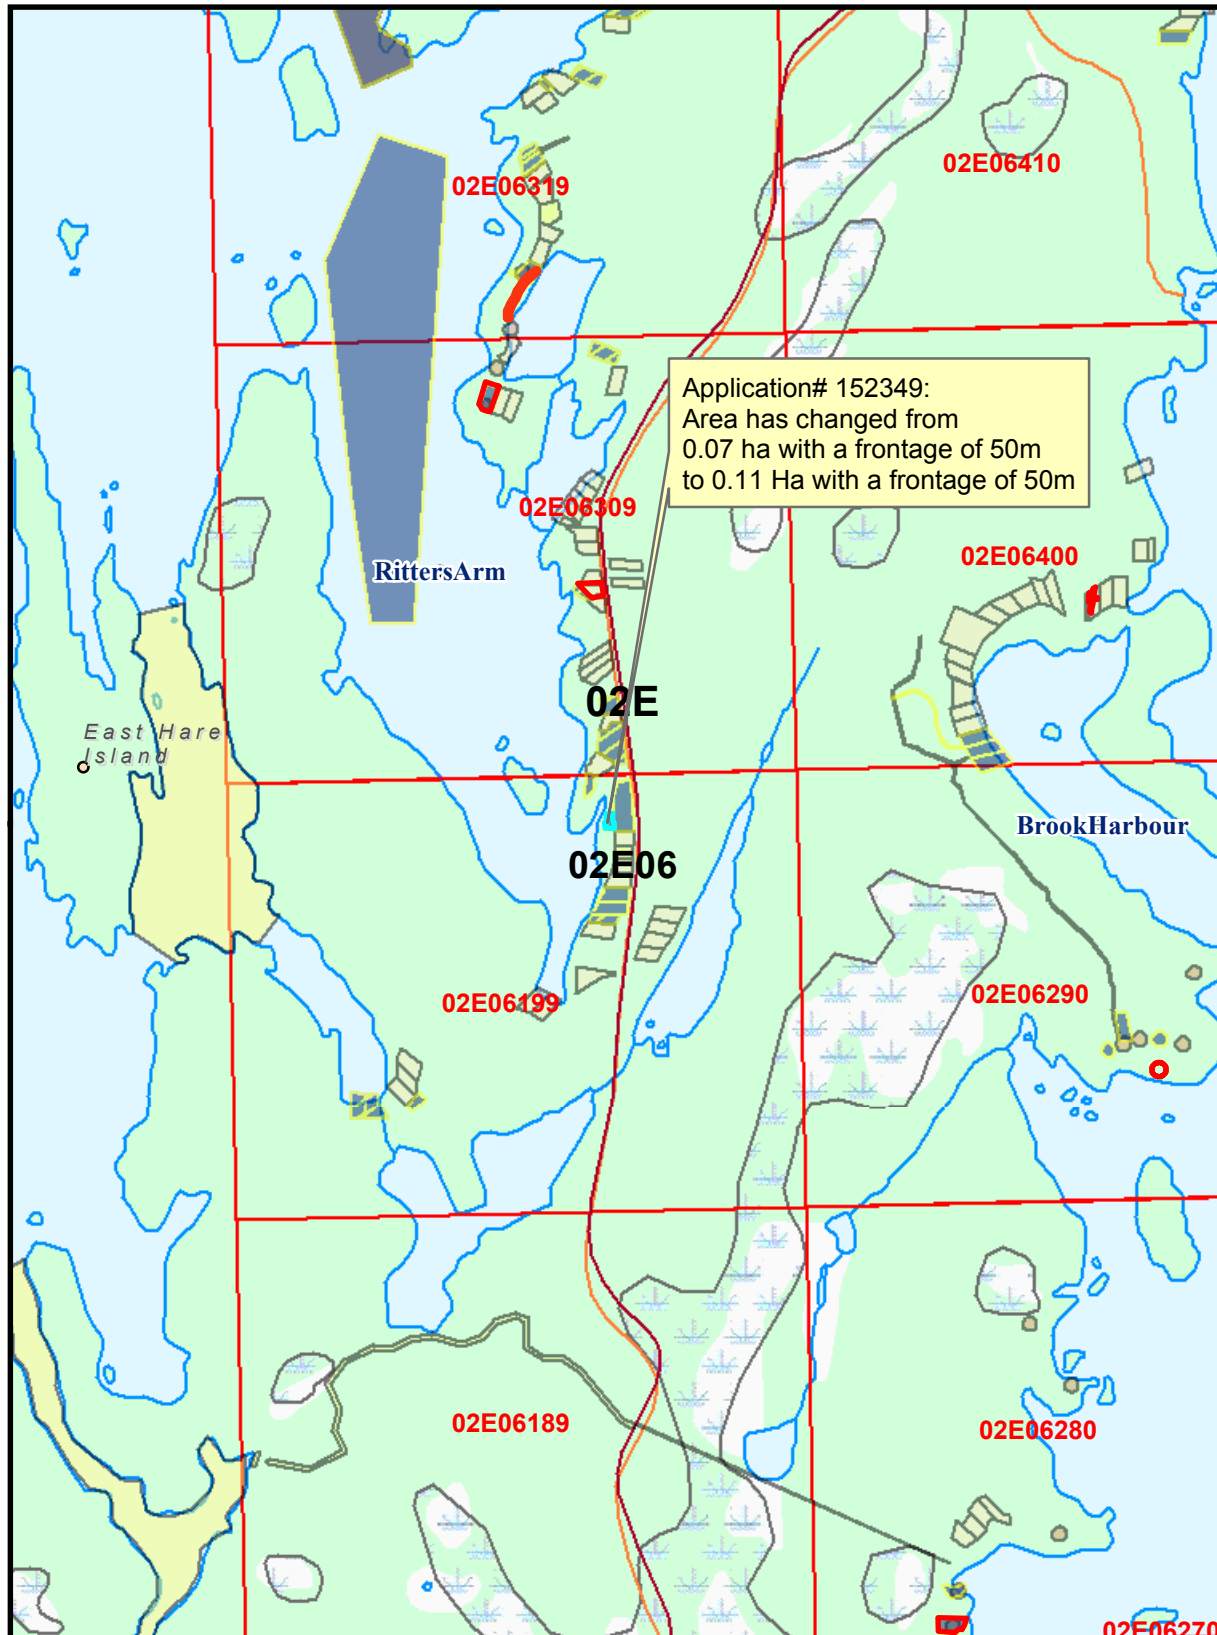 02E06410
02E06319
Application# 152349:
Area has changed from
0.07 ha with a frontage of 50m
to 0.11 Ha with a frontage of 50m
02E06309
02E06400
RittersArm
02E
East Hare
Island
BrookHarbour
02E06
02E06290
02E06199
02E06189
02E06280
02E06270